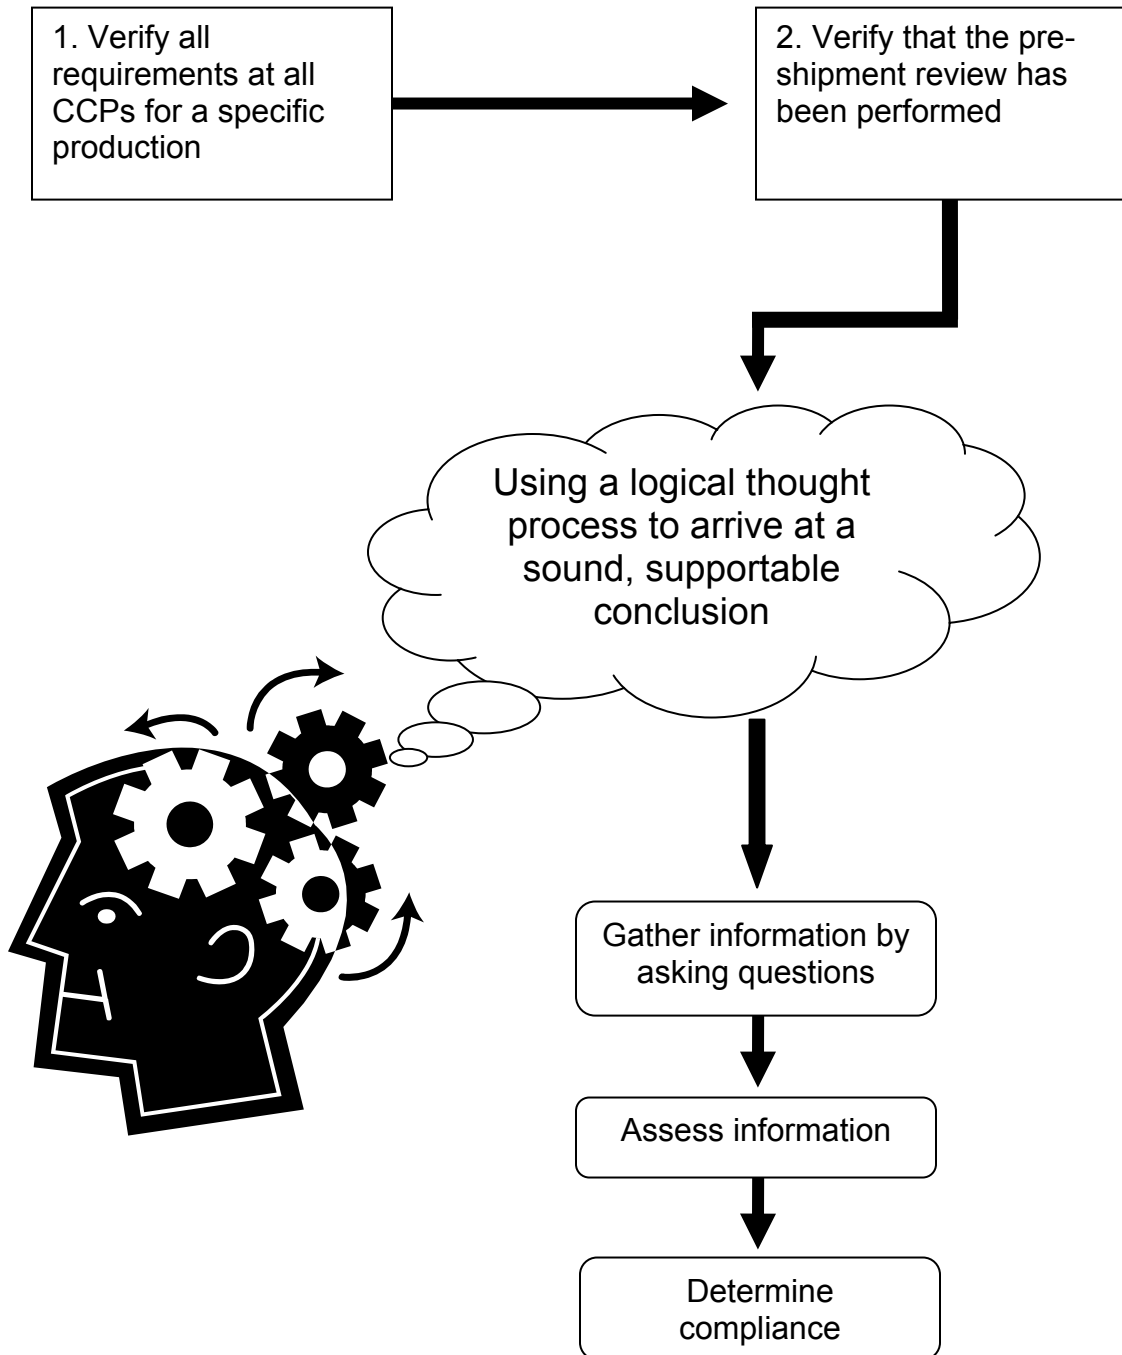 1. Verify all
requirements at all
CCPs for a specific
production
2. Verify that the pre-
shipment review has
been performed
Using a logical thought
process to arrive at a
sound, supportable
conclusion
Gather information by
asking questions
Assess information
Determine
compliance